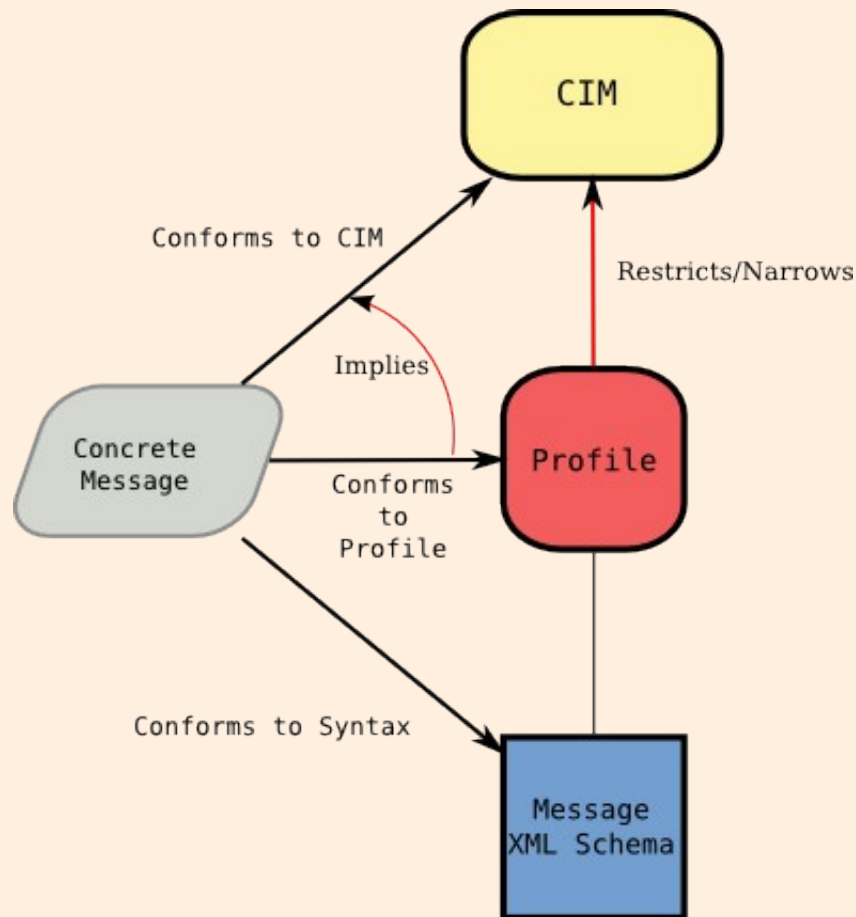 CIM
Conforms to CIM
Restricts/Narrows
Implies
Concrete
Message
Profile
Conforms
to
Profile
Conforms to Syntax
Message
XML Schema